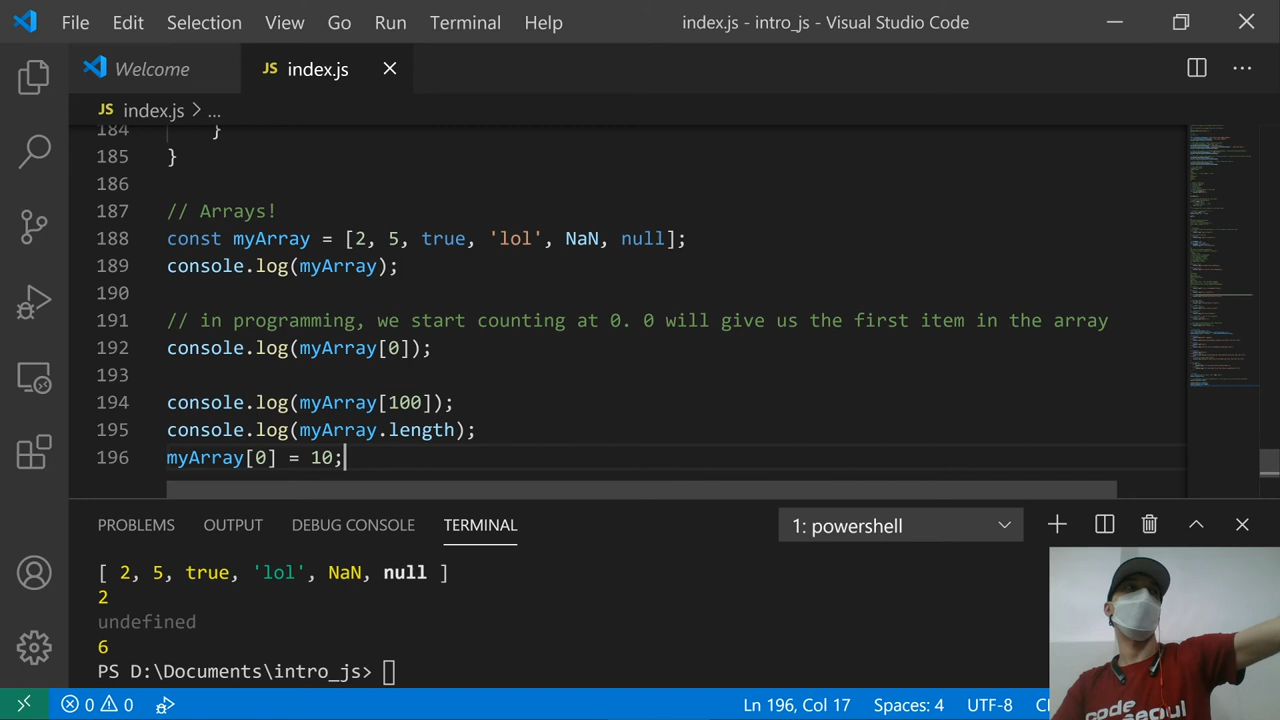 File Edit Selection View Go Run Terminal Help index.js - intro_js - Visual Studio Code
Welcome JS index.js
JS index.js > ...
184 }
185 }
186
187 // Arrays!
188 const myArray = [2, 5, true, 'lol', NaN, null];
189 console.log(myArray);
190
191 // in programming, we start counting at 0. 0 will give us the first item in the array
192 console.log(myArray[0]);
193
194 console.log(myArray[100]);
195 console.log(myArray.length);
196 myArray[0] = 10;
PROBLEMS OUTPUT DEBUG CONSOLE TERMINAL 1: powershell
[ 2, 5, true, 'lol', NaN, null ]
2
undefined
6
PS D:\Documents\intro_js>
0 0 Ln 196, Col 17 Spaces: 4 UTF-8
code